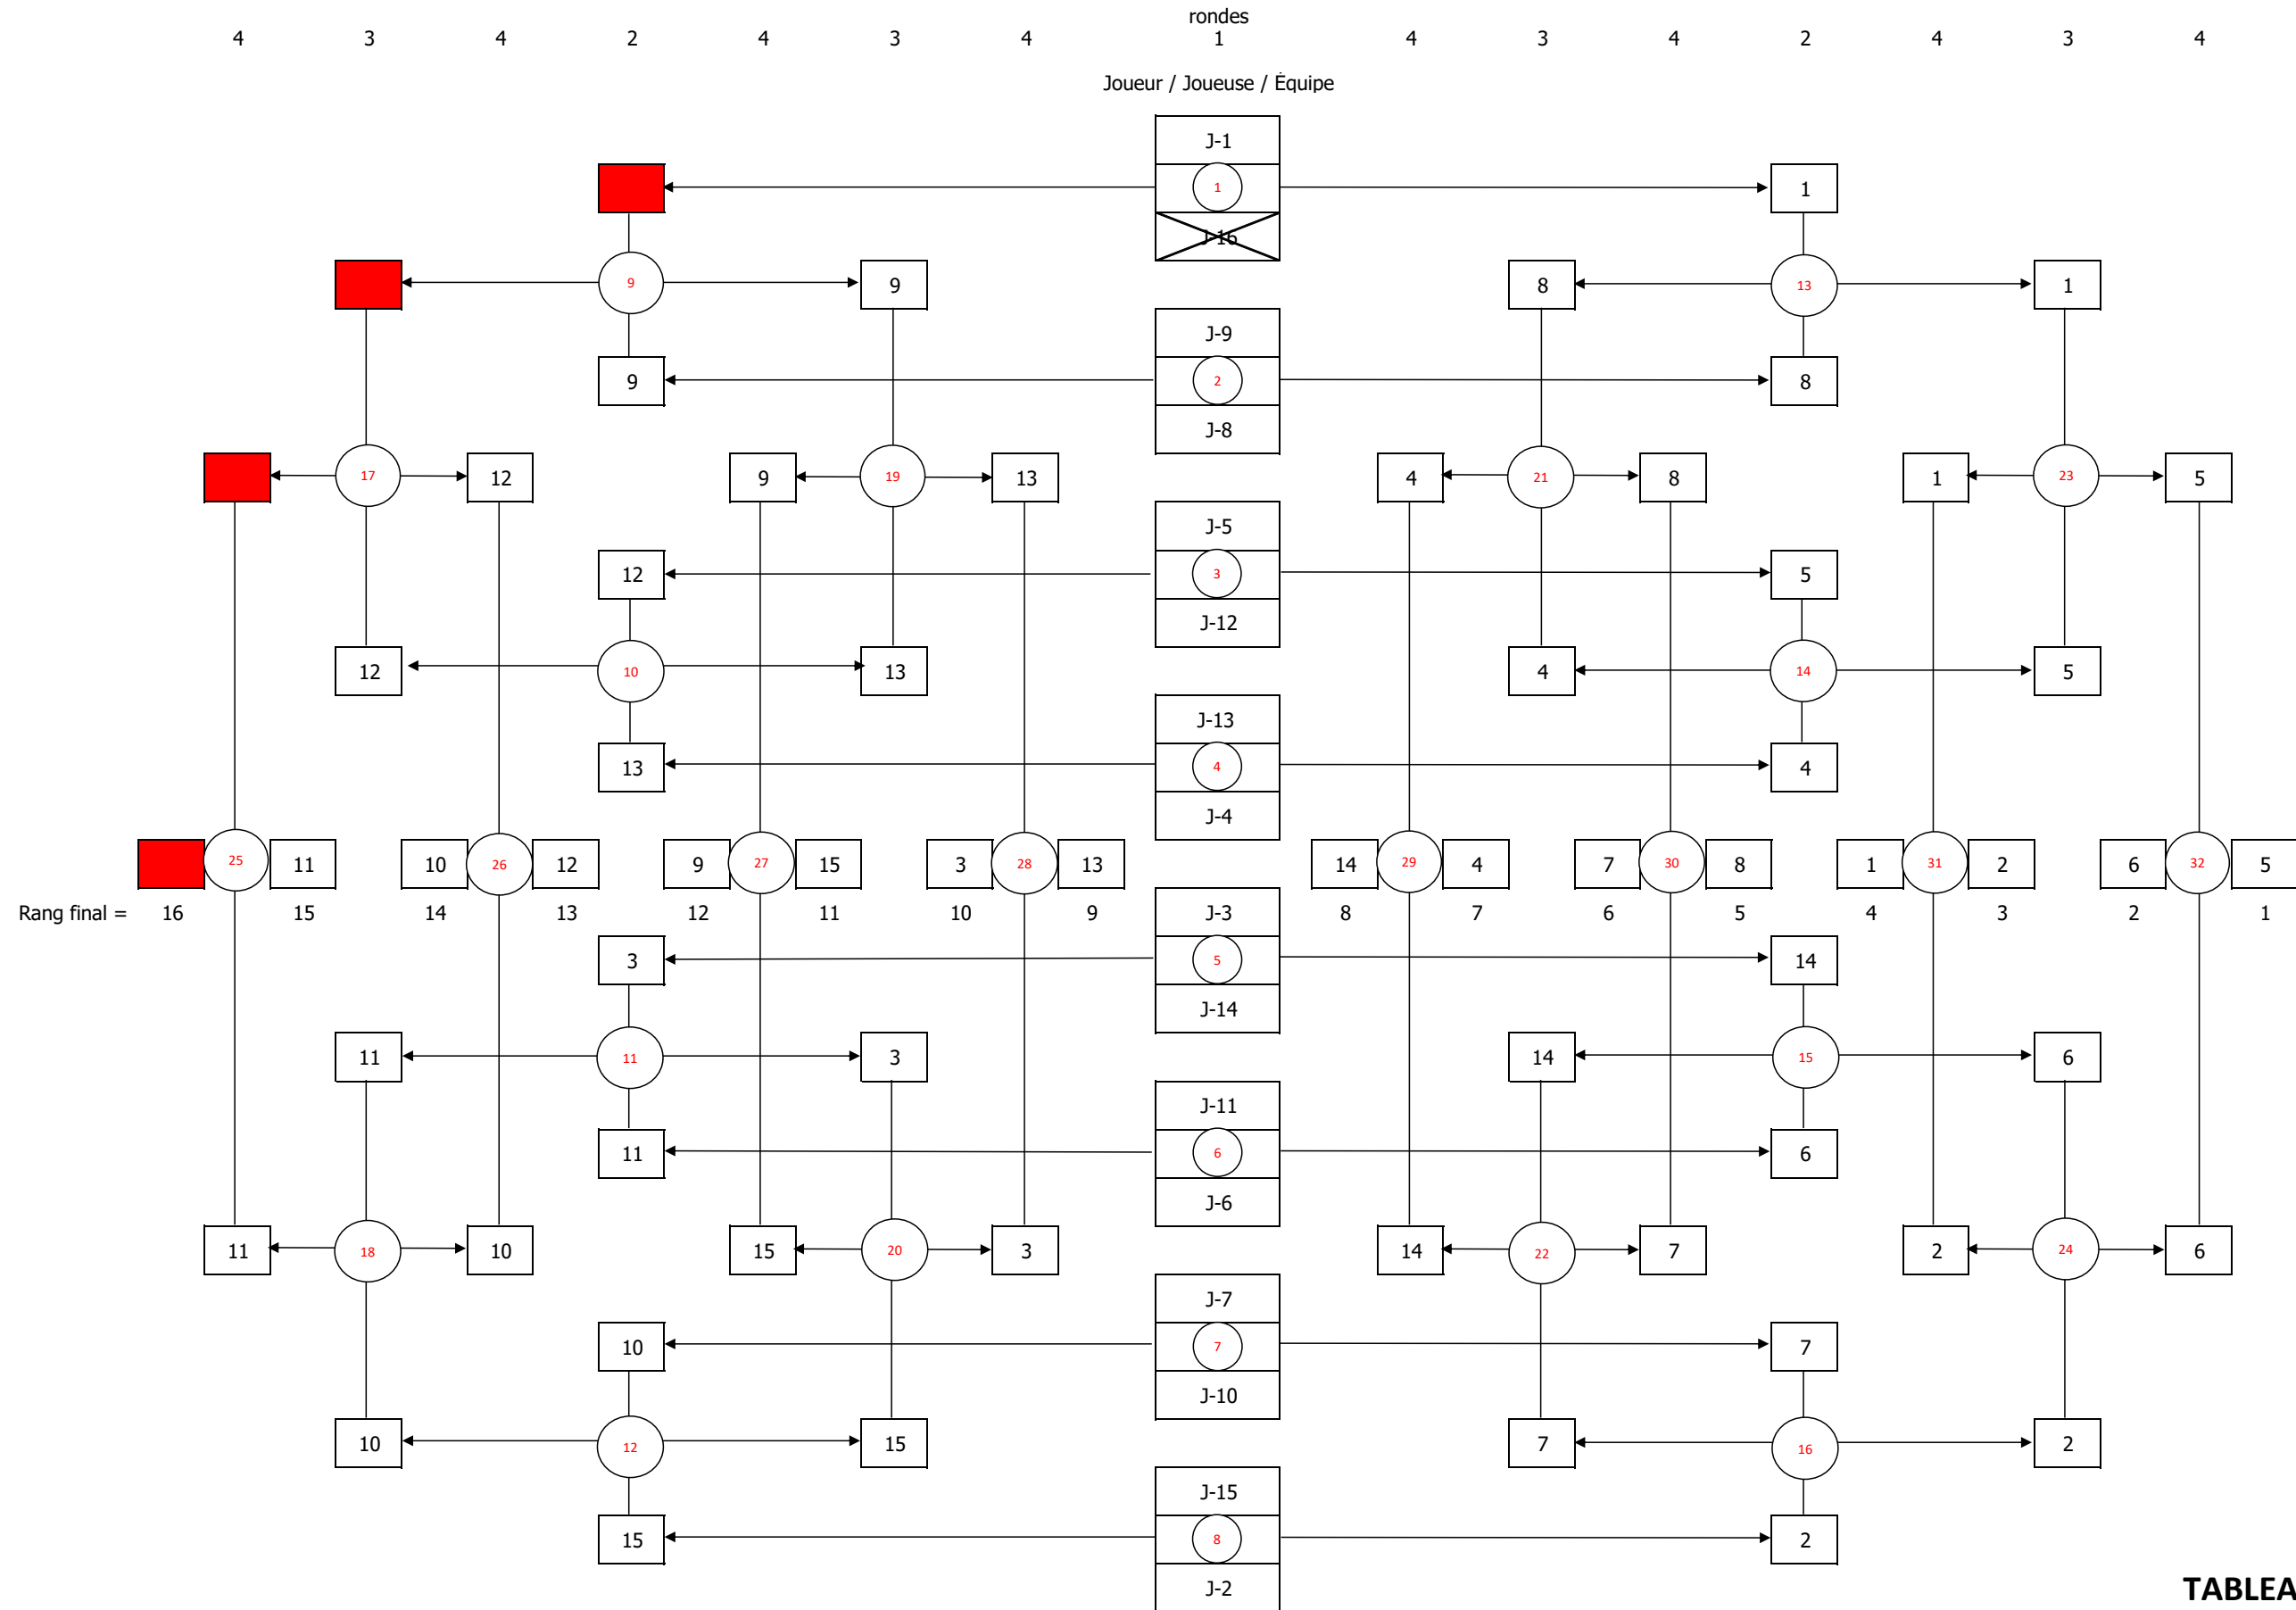 rondes
4 3 4 2 4 3 4 1 4 3 4 2 4 3 4
Joueur / Joueuse / Équipe
J-1
1 1
J-16
9 9 8 13 1
J-9
9 2 8
J-8
17 12 9 19 13 4 21 8 1 23 5
J-5
12 3 5
J-12
12 10 13 4 14 5
J-13
13 4 4
J-4
25 11 10 26 12 9 27 15 3 28 13 14 29 4 7 30 8 1 31 2 6 32 5
Rang final = 16 15 14 13 12 11 10 9 J-3 8 7 6 5 4 3 2 1
3 5 14
J-14
11 11 3 14 15 6
J-11
11 6 6
J-6
11 18 10 15 20 3 14 22 7 2 24 6
J-7
10 7 7
J-10
10 12 15 7 16 2
J-15
15 8 2
J-2
TABLEA